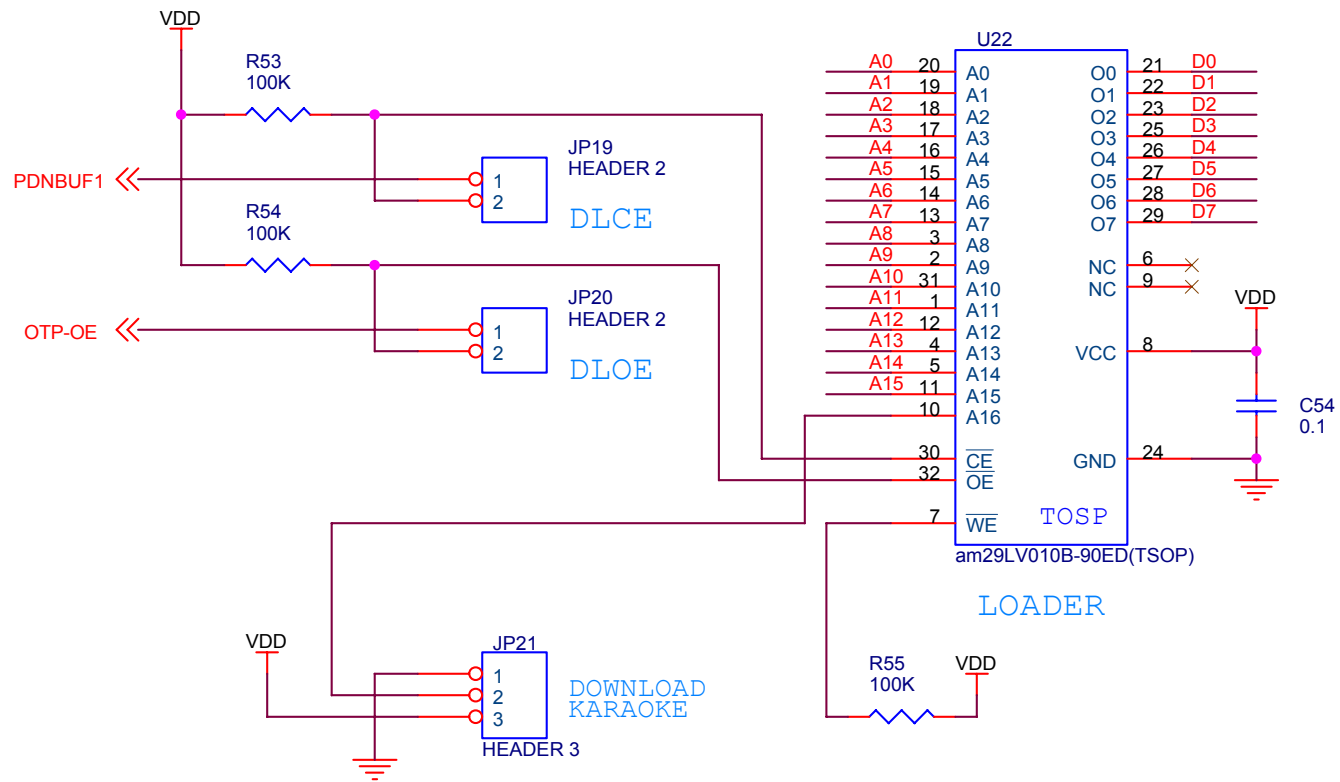 VDD
R53
100K
PDNBUF1
JP19
HEADER 2
1
2
DLCE
R54
100K
OTP-OE
JP20
HEADER 2
1
2
DLOE
U22
A0 20 A0 O0 21 D0
A1 19 A1 O1 22 D1
A2 18 A2 O2 23 D2
A3 17 A3 O3 25 D3
A4 16 A4 O4 26 D4
A5 15 A5 O5 27 D5
A6 14 A6 O6 28 D6
A7 13 A7 O7 29 D7
A8 3 A8
A9 2 A9 NC 6
A10 31 A10 NC 9
A11 1 A11
A12 12 A12
A13 4 A13 VCC 8
A14 5 A14
A15 11 A15
10 A16
30 CE GND 24
32 OE
7 WE
TOSP
am29LV010B-90ED(TSOP)
LOADER
VDD
C54
0.1
VDD
JP21
1
2
3
HEADER 3
DOWNLOAD
KARAOKE
R55
100K
VDD